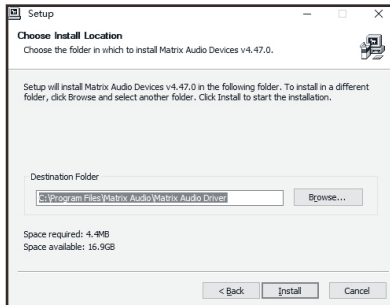 Setup
Choose Install Location
Choose the folder in which to install Matrix Audio Devices v4.47.0.
Setup will install Matrix Audio Devices v4.47.0 in the following folder. To install in a different
folder, click Browse and select another folder. Click Install to start the installation.
Destination Folder
C:\Program Files\Matrix Audio\Matrix Audio Driver
Browse...
Space required: 4.4MB
Space available: 16.9GB
< Back
Install
Cancel